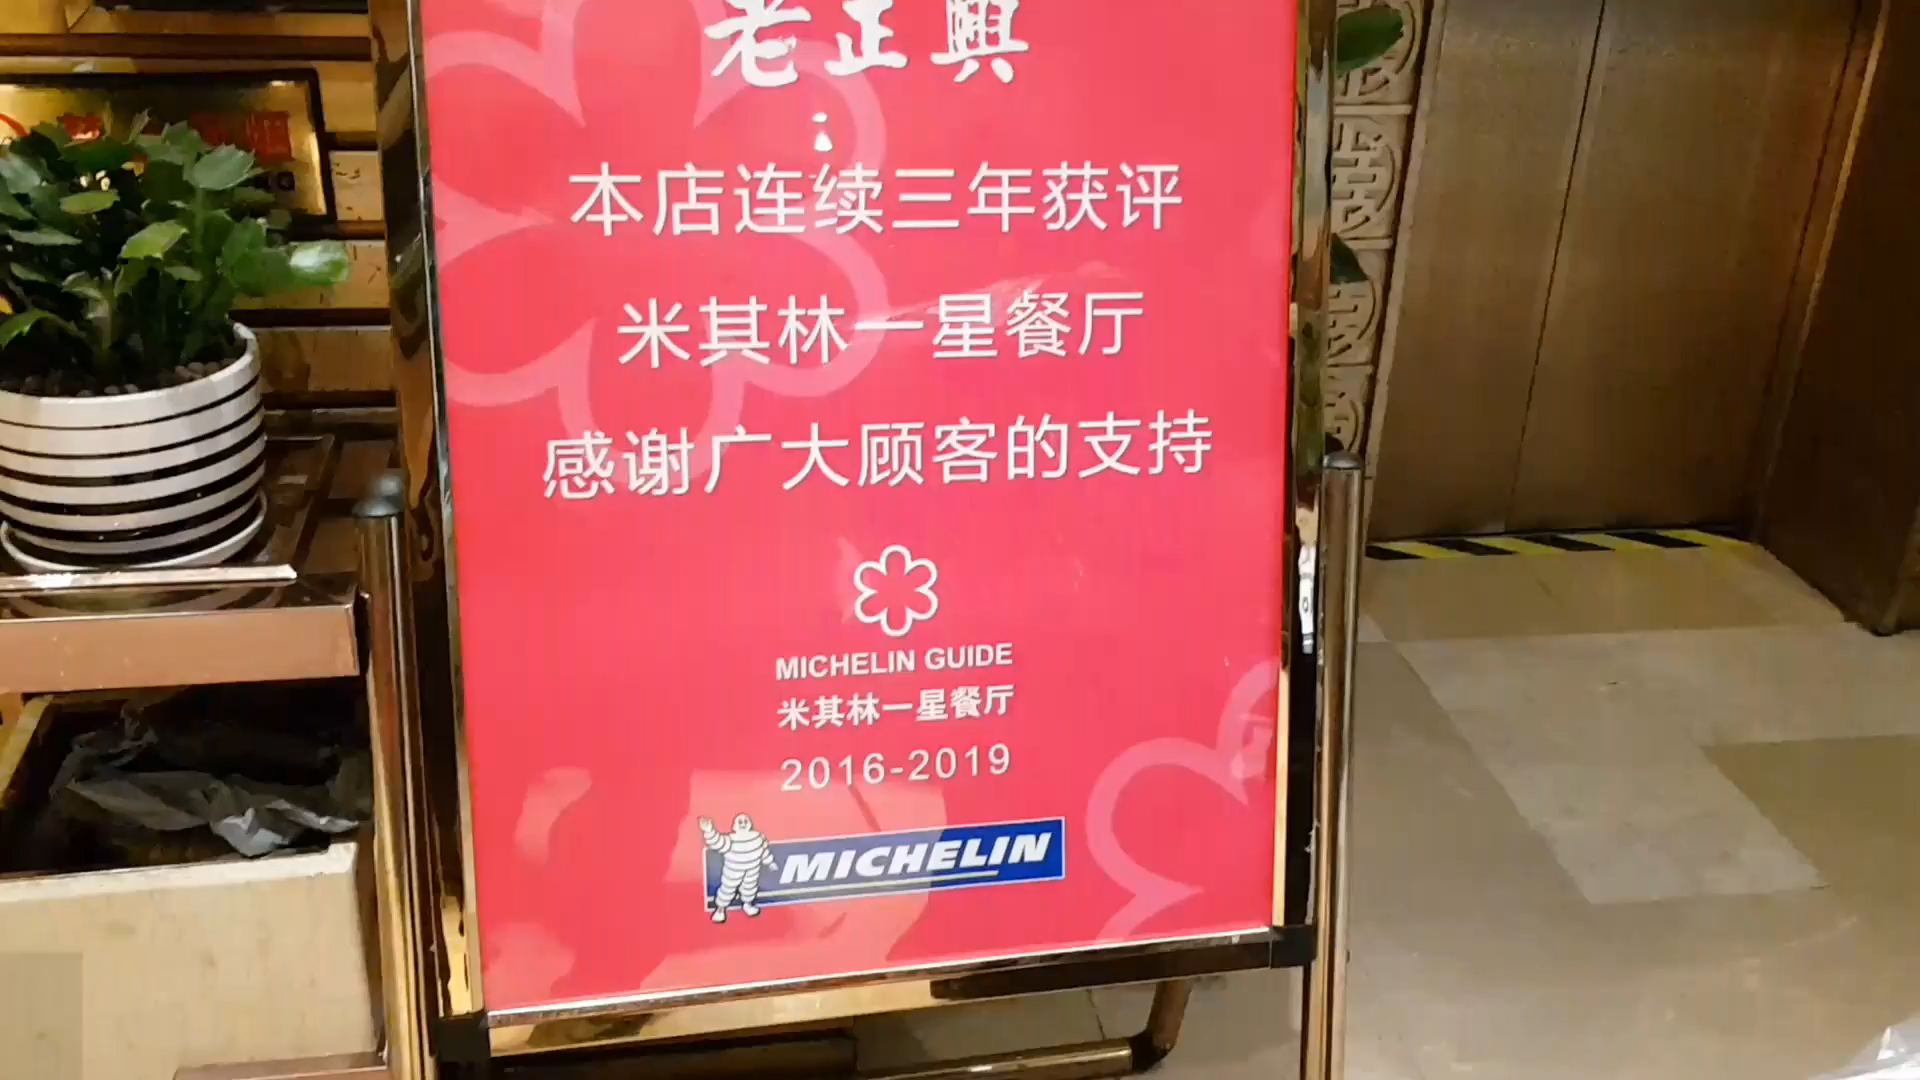 老正興
本店连续三年获评
米其林一星餐厅
感谢广大顾客的支持
MICHELIN GUIDE
米其林一星餐厅
2016-2019
MICHELIN